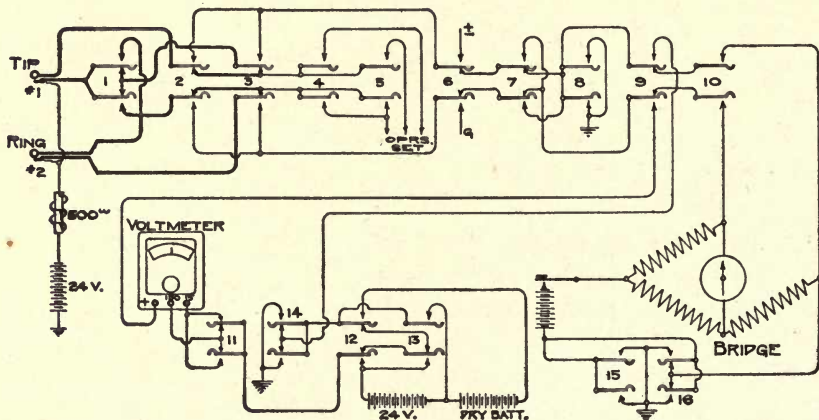 TIP
#1
1 2 3 4 5 6 7 8 9 10
±
G
OPRS.
SET
RING
#2
500ω
VOLTMETER
24 V.
+
11 14 12 13
24 V. DRY BATT.
BRIDGE
15 16